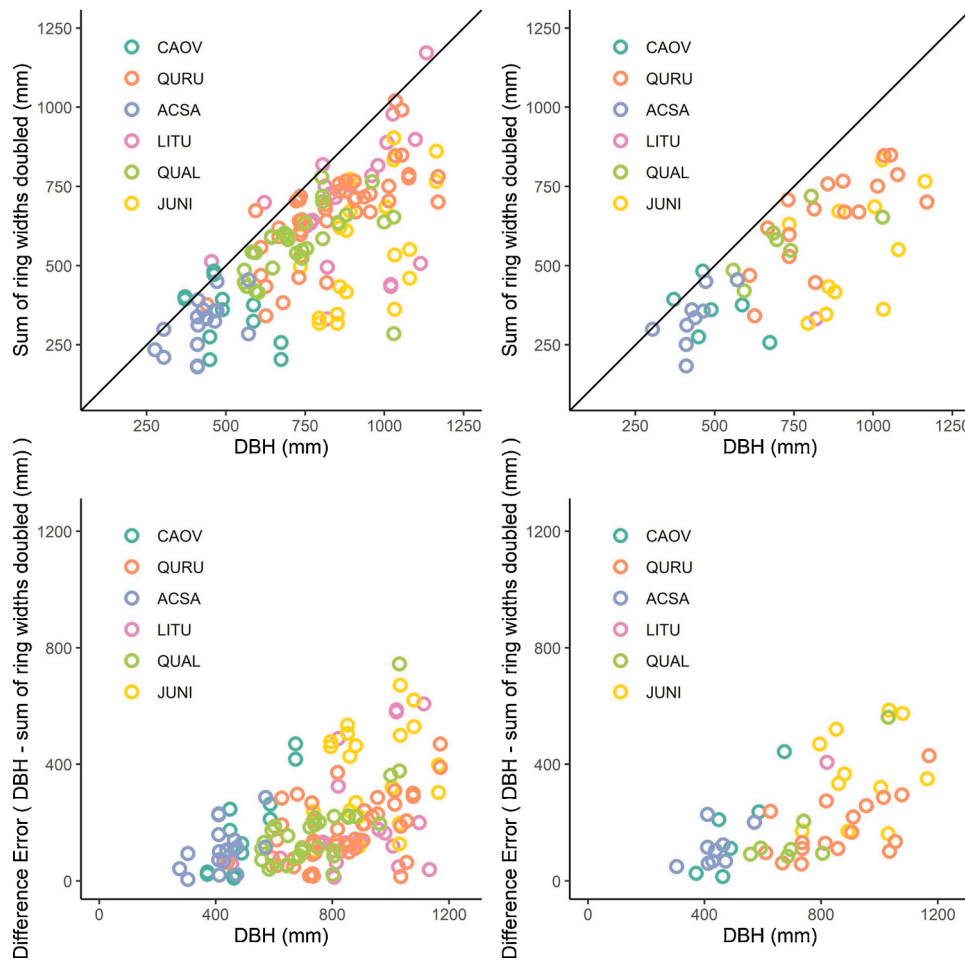 Sum of ring widths doubled (mm)
1250
1000
750
500
250
CAOV
QURU
ACSA
LITU
QUAL
JUNI
250
500
750
1000
1250
DBH (mm)
Sum of ring widths doubled (mm)
1250
1000
750
500
250
CAOV
QURU
ACSA
LITU
QUAL
JUNI
250
500
750
1000
1250
DBH (mm)
Difference Error ( DBH - sum of ring widths doubled (mm))
1200
800
400
0
CAOV
QURU
ACSA
LITU
QUAL
JUNI
0
400
800
1200
DBH (mm)
Difference Error ( DBH - sum of ring widths doubled (mm))
1200
800
400
0
CAOV
QURU
ACSA
LITU
QUAL
JUNI
0
400
800
1200
DBH (mm)